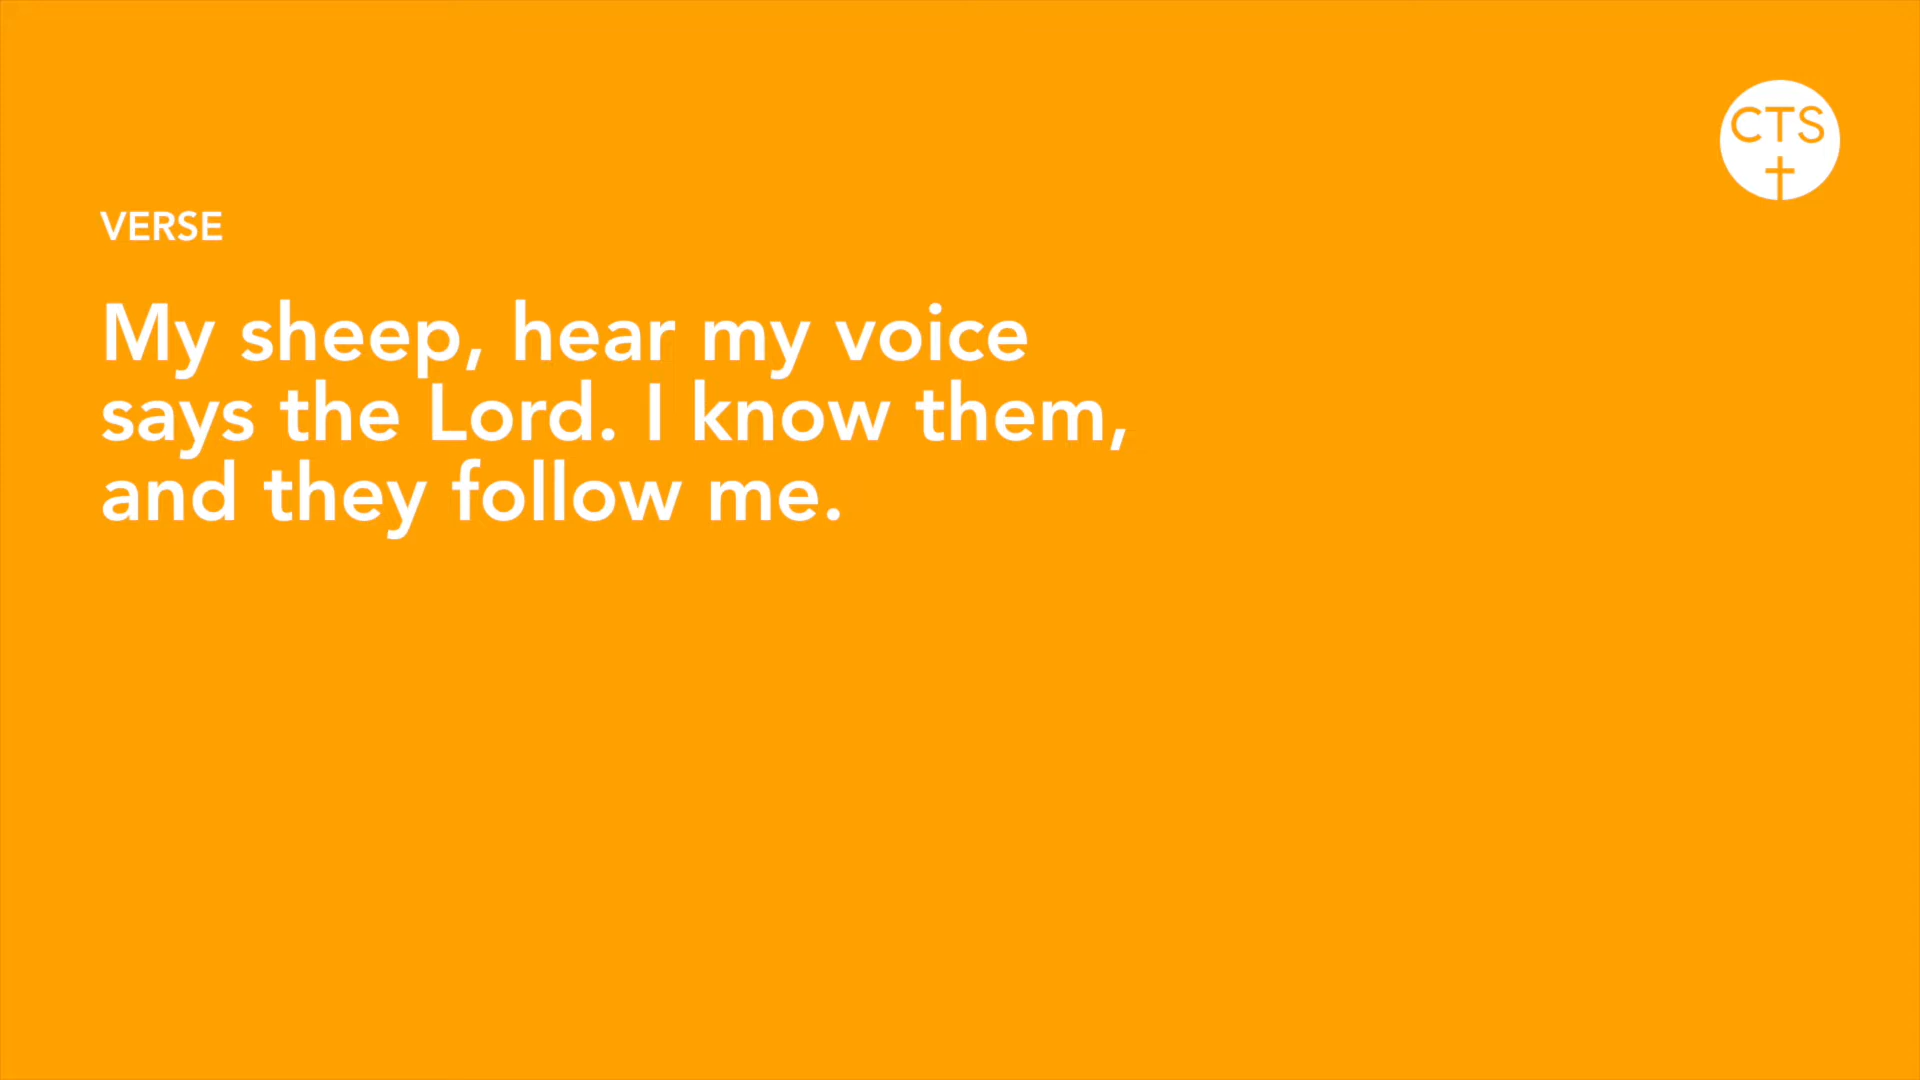 CTS
VERSE
My sheep, hear my voice
says the Lord. I know them,
and they follow me.